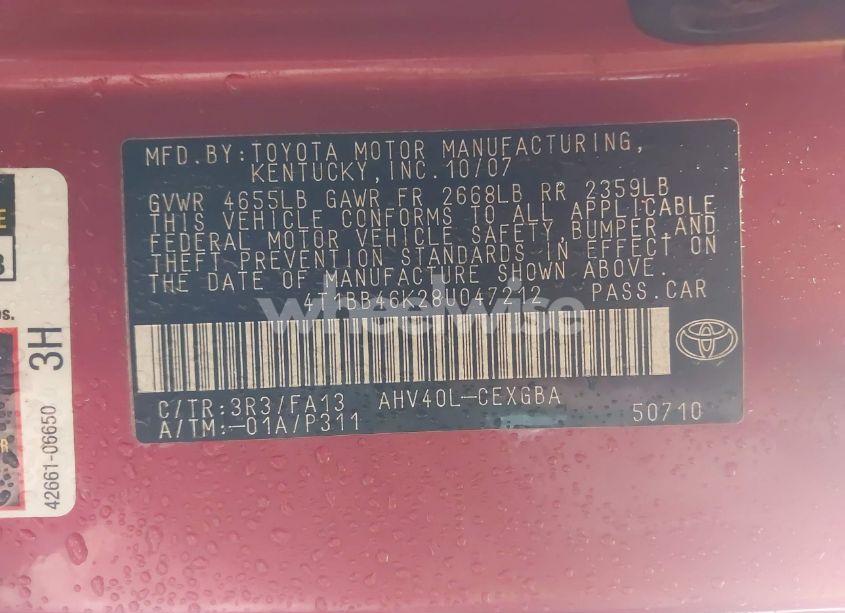 MFD.BY:TOYOTA MOTOR MANUFACTURING,
KENTUCKY,INC.10/07
GVWR 4655LB GAWR FR 2668LB RR 2359LB
THIS VEHICLE CONFORMS TO ALL APPLICABLE
FEDERAL MOTOR VEHICLE SAFETY,BUMPER,AND
THEFT PREVENTION STANDARDS IN EFFECT ON
THE DATE OF MANUFACTURE SHOWN ABOVE.
4T1BB46K28U047212 PASS.CAR
wheelwise
C/TR:3R3/FA13 AHV40L-CEXGBA
A/TM:-01A/P311 50710
3H
42661-06650